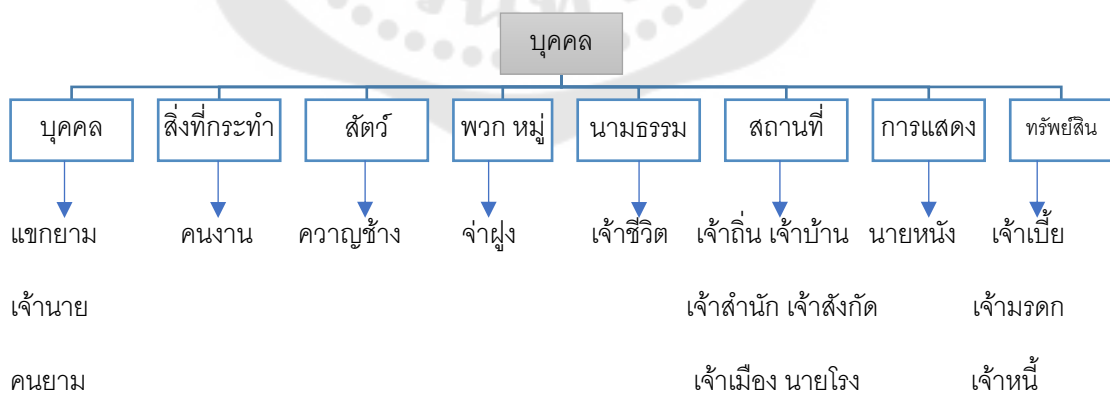 บุคคล
บุคคล สิ่งที่กระทำ สัตว์ พวก หมู่ นามธรรม สถานที่ การแสดง ทรัพย์สิน
แขกยาม คนงาน ควาญช้าง จ่าฝูง เจ้าชีวิต เจ้าถิ่น เจ้าบ้าน นายหนัง เจ้าเบี้ย
เจ้านาย เจ้าสำนัก เจ้าสังกัด เจ้ามรดก
คนยาม เจ้าเมือง นายโรง เจ้าหนี้